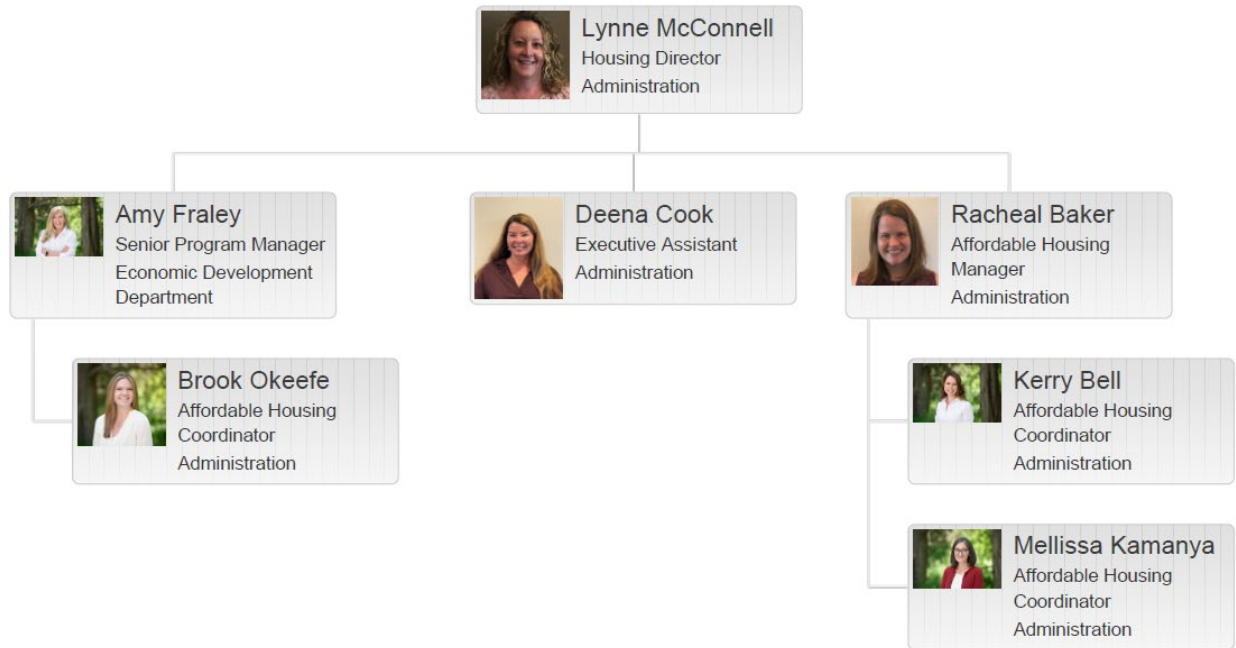 Lynne McConnell
Housing Director
Administration
Amy Fraley
Senior Program Manager
Economic Development
Department
Deena Cook
Executive Assistant
Administration
Racheal Baker
Affordable Housing
Manager
Administration
Brook Okeefe
Affordable Housing
Coordinator
Administration
Kerry Bell
Affordable Housing
Coordinator
Administration
Mellissa Kamanya
Affordable Housing
Coordinator
Administration